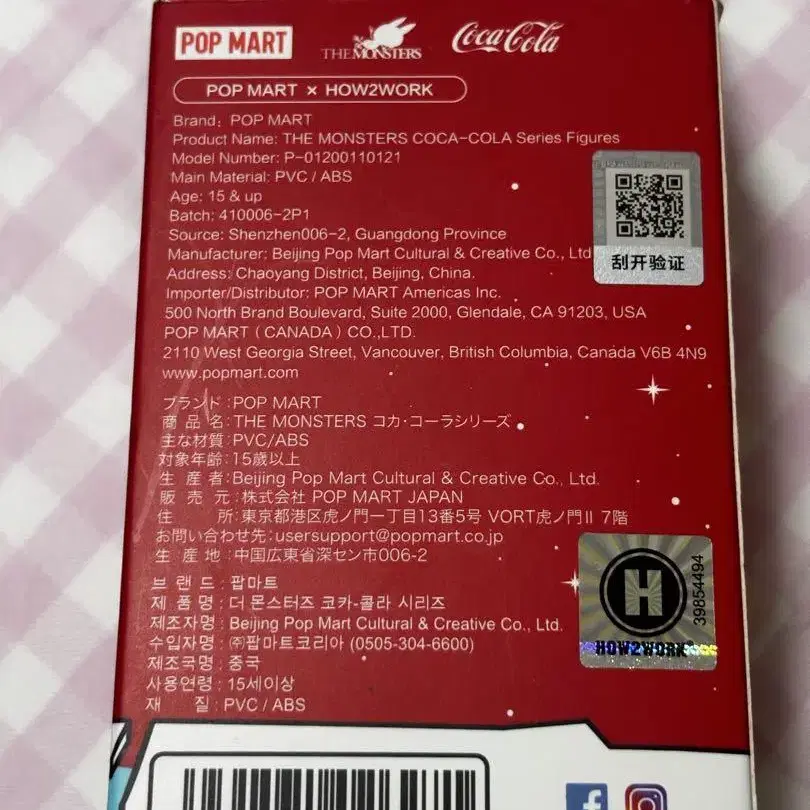 POP MART
THE MONSTERS
Coca-Cola
POP MART × HOW2WORK
Brand: POP MART
Product Name: THE MONSTERS COCA-COLA Series Figures
Model Number: P-01200110121
Main Material: PVC / ABS
Age: 15 & up
Batch: 410006-2P1
Source: Shenzhen006-2, Guangdong Province
Manufacturer: Beijing Pop Mart Cultural & Creative Co., Ltd
Address: Chaoyang District, Beijing, China.
Importer/Distributor: POP MART Americas Inc.
500 North Brand Boulevard, Suite 2000, Glendale, CA 91203, USA
POP MART (CANADA) CO.,LTD.
2110 West Georgia Street, Vancouver, British Columbia, Canada V6B 4N9
www.popmart.com
刮开验证
ブランド:POP MART
商品名:THE MONSTERS コカ・コーラシリーズ
主な材質:PVC/ABS
対象年齢:15歳以上
生産者:Beijing Pop Mart Cultural & Creative Co., Ltd.
販売元:株式会社 POP MART JAPAN
住所:東京都港区虎ノ門一丁目13番5号 VORT虎ノ門II 7階
お問い合わせ先:usersupport@popmart.co.jp
生産地:中国広東省深セン市006-2
브랜드 : 팝마트
제품명 : 더 몬스터즈 코카-콜라 시리즈
제조자명 : Beijing Pop Mart Cultural & Creative Co., Ltd.
수입자명 : ㈜팝마트코리아 (0505-304-6600)
제조국명 : 중국
사용연령 : 15세이상
재질 : PVC / ABS
H
HOW2WORK
39854494